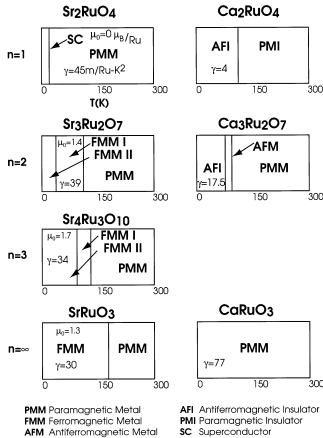 Sr2RuO4 Ca2RuO4
n=1
SC μ0=0 μB/Ru
PMM
γ=45m/Ru-K²
0 150 300
T(K)
AFI PMI
γ=4
0 150 300
Sr3Ru2O7 Ca3Ru2O7
n=2
μ0=1.4 FMM I
FMM II
γ=39 PMM
0 150 300
AFM
AFI PMM
γ=17.5
0 150 300
Sr4Ru3O10
n=3
μ0=1.7 FMM I
FMM II
γ=34
PMM
0 150 300
SrRuO3 CaRuO3
n=∞
μ0=1.3
FMM PMM
γ=30
0 150 300
PMM
γ=77
0 150 300
PMM Paramagnetic Metal
FMM Ferromagnetic Metal
AFM Antiferromagnetic Metal
AFI Antiferromagnetic Insulator
PMI Paramagnetic Insulator
SC Superconductor